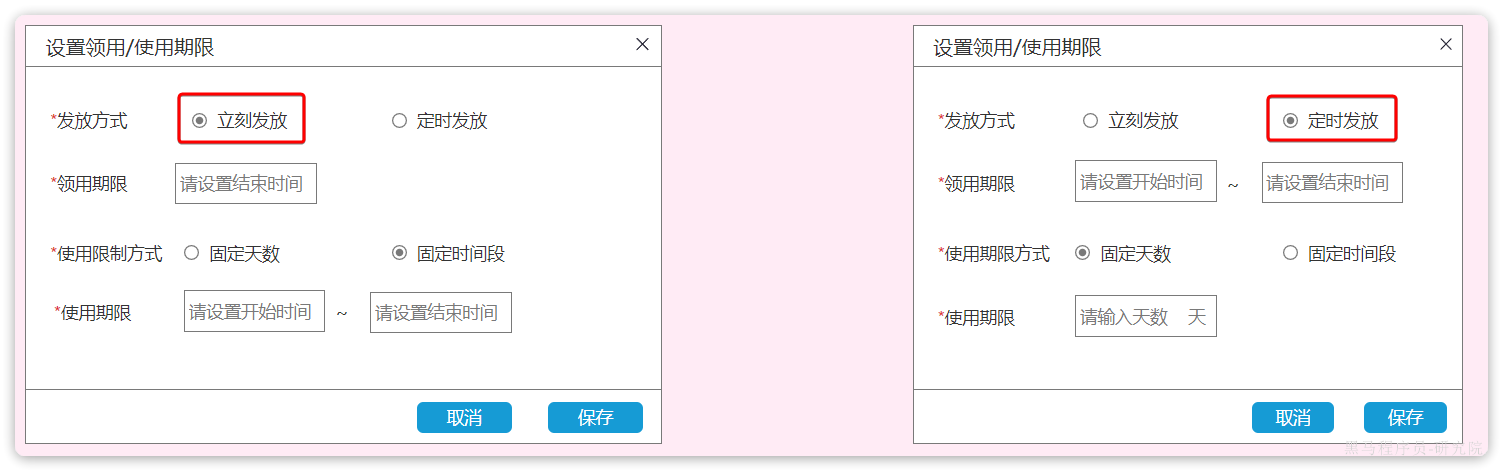 设置领用/使用期限
*发放方式 立刻发放 定时发放
*领用期限 请设置结束时间
*使用限制方式 固定天数 固定时间段
*使用期限 请设置开始时间 ~ 请设置结束时间
取消 保存
设置领用/使用期限
*发放方式 立刻发放 定时发放
*领用期限 请设置开始时间 ~ 请设置结束时间
*使用期限方式 固定天数 固定时间段
*使用期限 请输入天数 天
取消 保存
黑马程序员-研究院